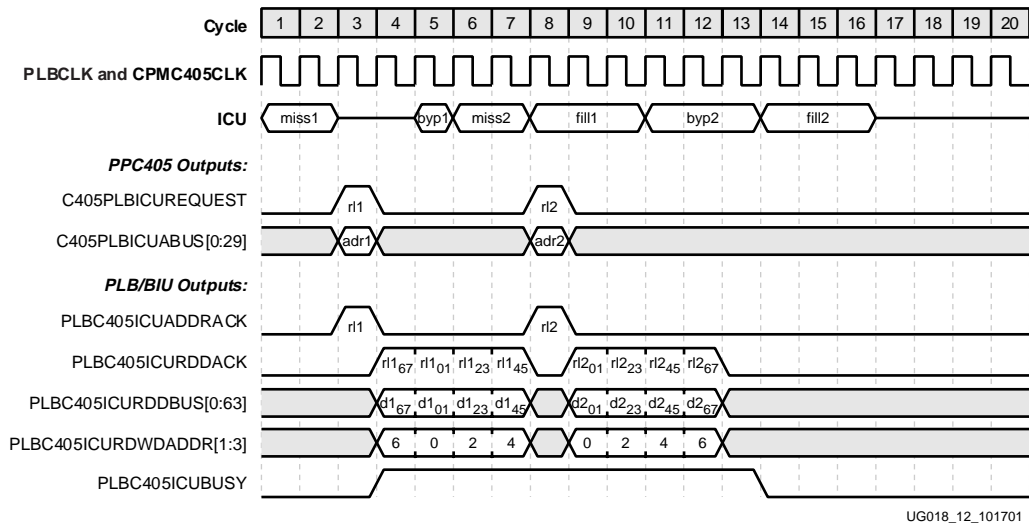 Cycle 1 2 3 4 5 6 7 8 9 10 11 12 13 14 15 16 17 18 19 20
PLBCLK and CPMC405CLK
ICU miss1 byp1 miss2 fill1 byp2 fill2
PPC405 Outputs:
C405PLBICUREQUEST rl1 rl2
C405PLBICUABUS[0:29] adr1 adr2
PLB/BIU Outputs:
PLBC405ICUADDRACK rl1 rl2
PLBC405ICURDDACK rl1₆₇ rl1₀₁ rl1₂₃ rl1₄₅ rl2₀₁ rl2₂₃ rl2₄₅ rl2₆₇
PLBC405ICURDDBUS[0:63] d1₆₇ d1₀₁ d1₂₃ d1₄₅ d2₀₁ d2₂₃ d2₄₅ d2₆₇
PLBC405ICURDWDADDR[1:3] 6 0 2 4 0 2 4 6
PLBC405ICUBUSY
UG018_12_101701